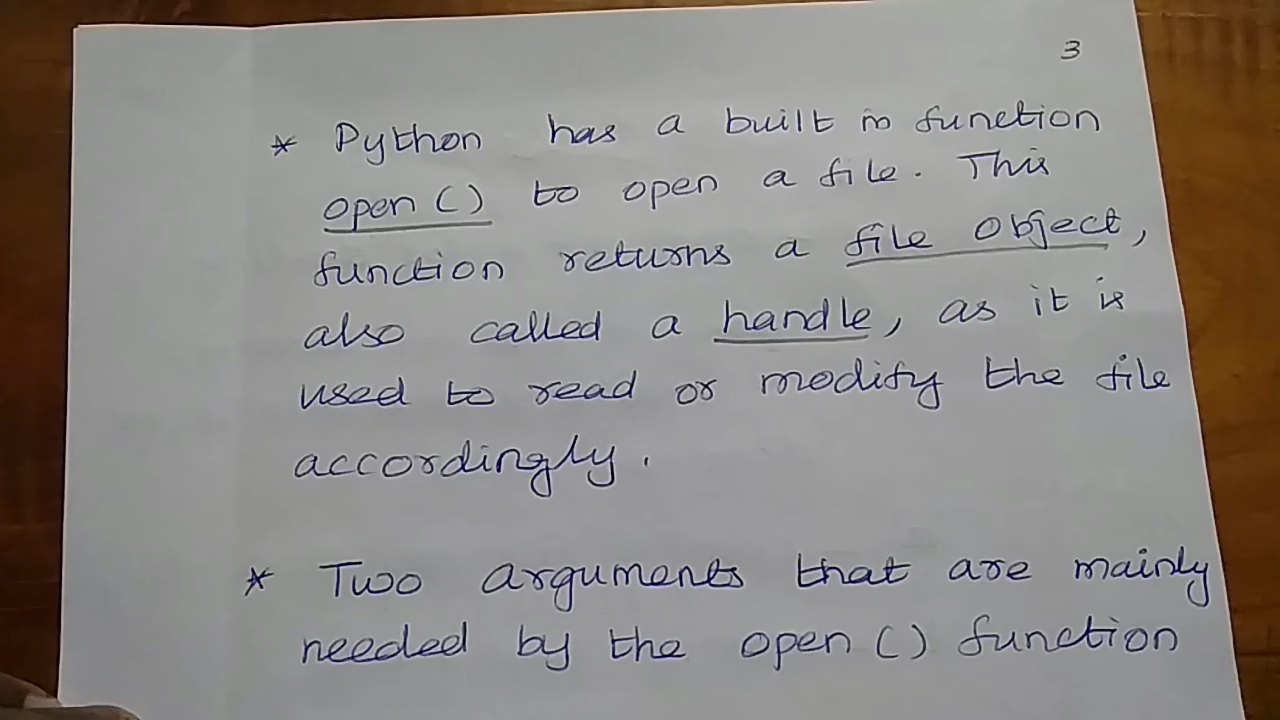 3
* Python has a built in function
open () to open a file. This
function returns a file object,
also called a handle, as it is
used to read or modify the file
accordingly.
* Two arguments that are mainly
needed by the open () function